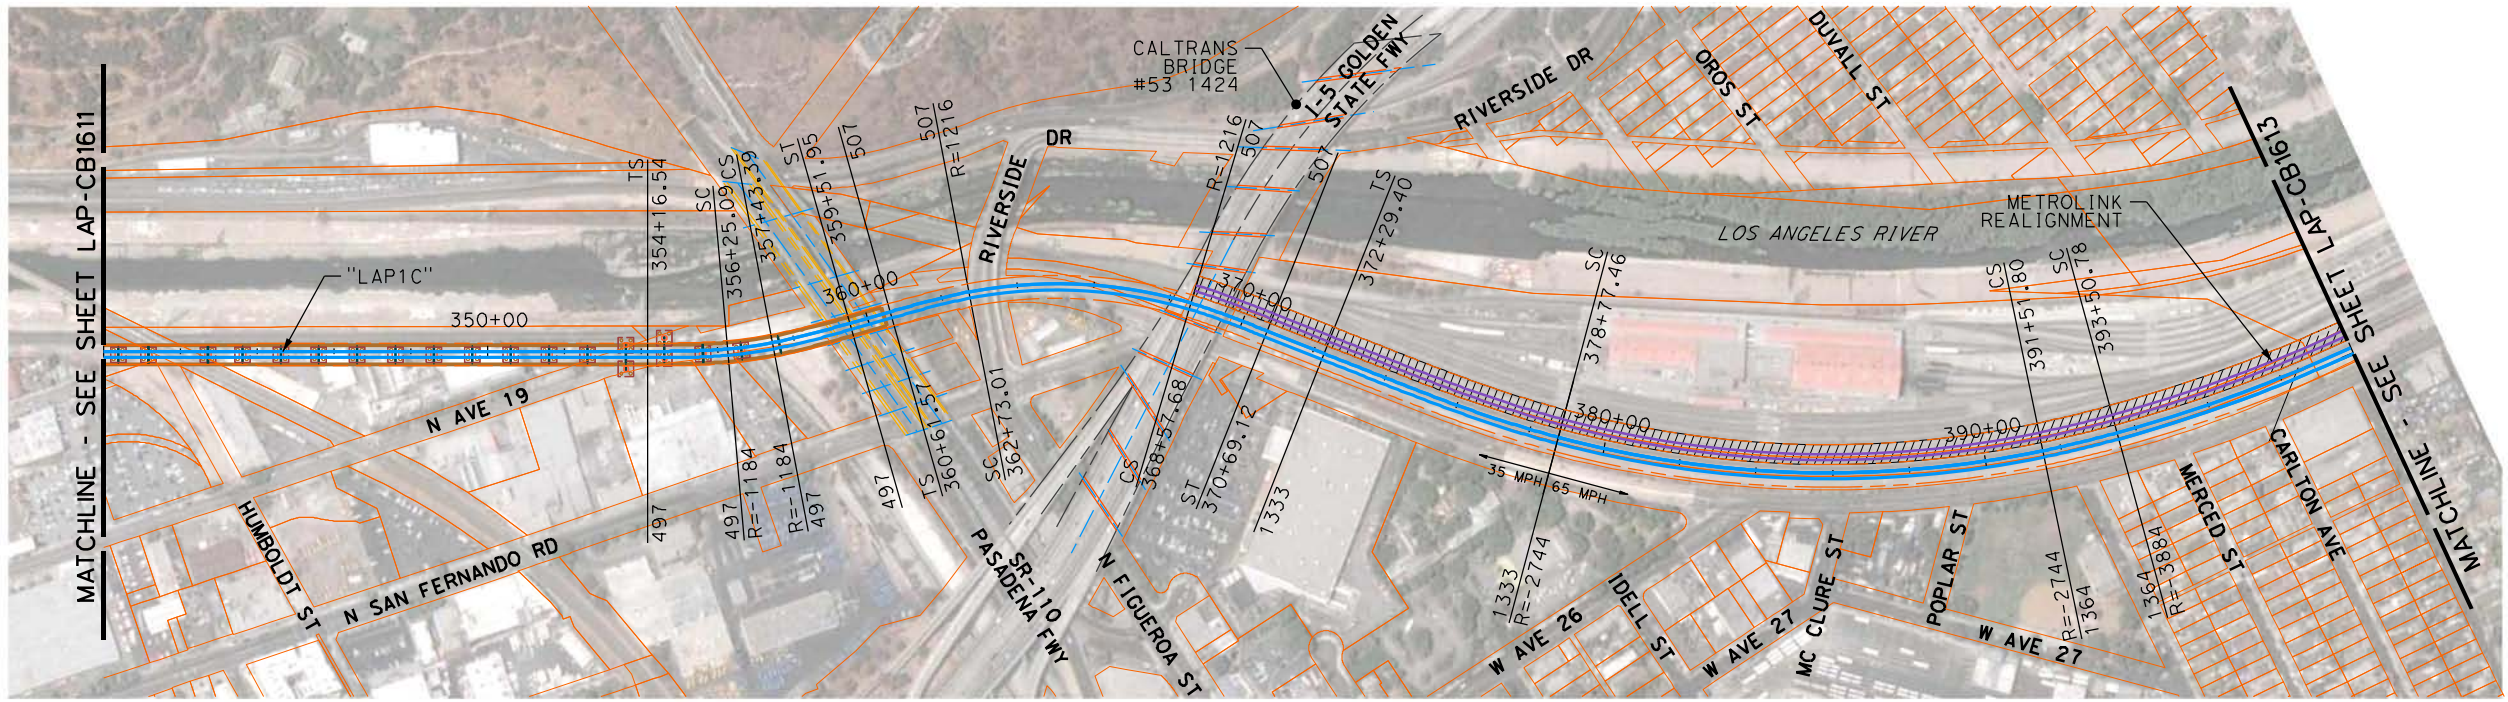 MATCHLINE - SEE SHEET LAP-CB1611
"LAP1C"
350+00
N AVE 19
HUMBOLDT ST
N SAN FERNANDO RD
TS
354+16.54
497
SC
356+25.09
497
R=-1184
CS
357+43.39
R=-1184
497
ST
359+51.95
497
507
TS
360+61.57
507
R=1216
SC
362+73.01
360+00
RIVERSIDE
DR
CALTRANS
BRIDGE
#53 1424
I-5 GOLDEN
STATE FWY
R=1216
507
CS
368+57.68
507
ST
370+69.12
TS
372+29.40
1333
370+00
SR-110
PASADENA FWY
N FIGUEROA ST
RIVERSIDE DR
OROS ST
DUVALL ST
LOS ANGELES RIVER
METROLINK
REALIGNMENT
SC
378+77.46
1333
R=-2744
380+00
35 MPH
65 MPH
390+00
CS
391+51.80
R=-2744
1364
SC
393+50.78
1364
R=-3884
W AVE 26
IDELL ST
W AVE 27
MC CLURE ST
POPLAR ST
W AVE 27
MERCED ST
CARLTON AVE
MATCHLINE - SEE SHEET LAP-CB1613